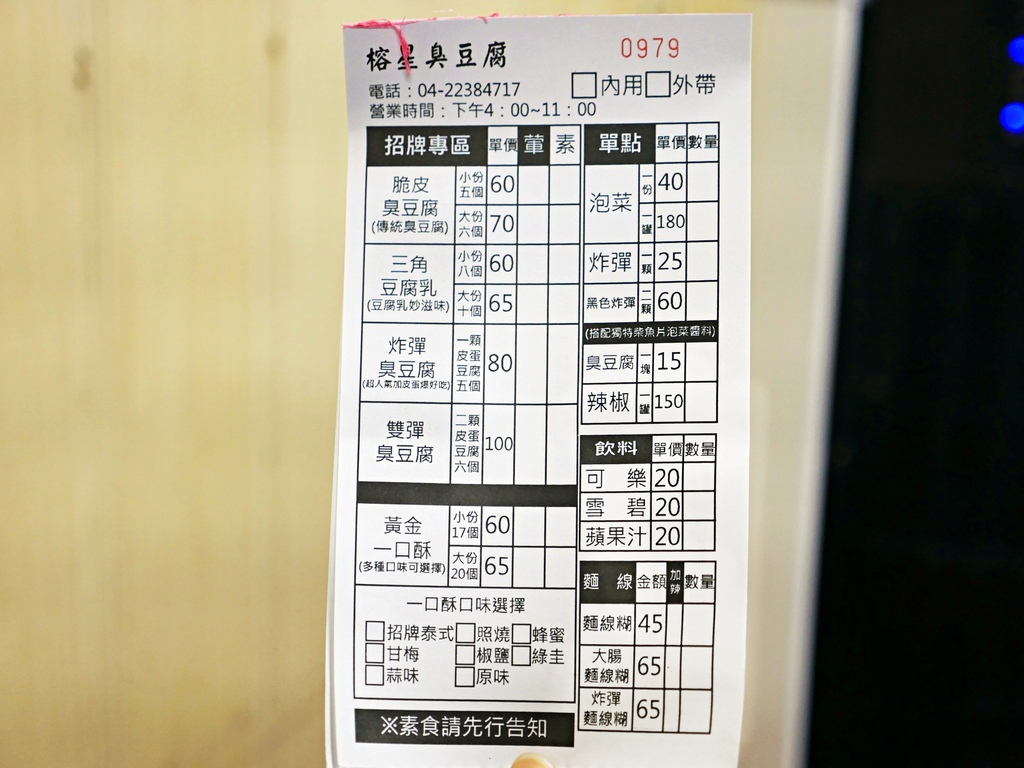 榕星臭豆腐
0979
電話：04-22384717
□內用□外帶
營業時間：下午4：00~11：00
招牌專區 單價 葷 素
脆皮
臭豆腐
(傳統臭豆腐)
小份
五個
60
大份
六個
70
三角
豆腐乳
(豆腐乳妙滋味)
小份
八個
60
大份
十個
65
炸彈
臭豆腐
(超人氣加皮蛋爆好吃)
一顆
皮蛋
豆腐
五個
80
雙彈
臭豆腐
二顆
皮蛋
豆腐
六個
100
黃金
一口酥
(多種口味可選擇)
小份
17個
60
大份
20個
65
一口酥口味選擇
□招牌泰式□照燒□蜂蜜
□甘梅 □椒鹽□綠圭
□蒜味 □原味
※素食請先行告知
單點 單價 數量
泡菜
一份
40
一罐
180
炸彈 一顆 25
黑色炸彈 二顆 60
(搭配獨特柴魚片泡菜醬料)
臭豆腐 一塊 15
辣椒 一罐 150
飲料 單價 數量
可樂 20
雪碧 20
蘋果汁 20
麵線 金額 加辣 數量
麵線糊 45
大腸
麵線糊
65
炸彈
麵線糊
65